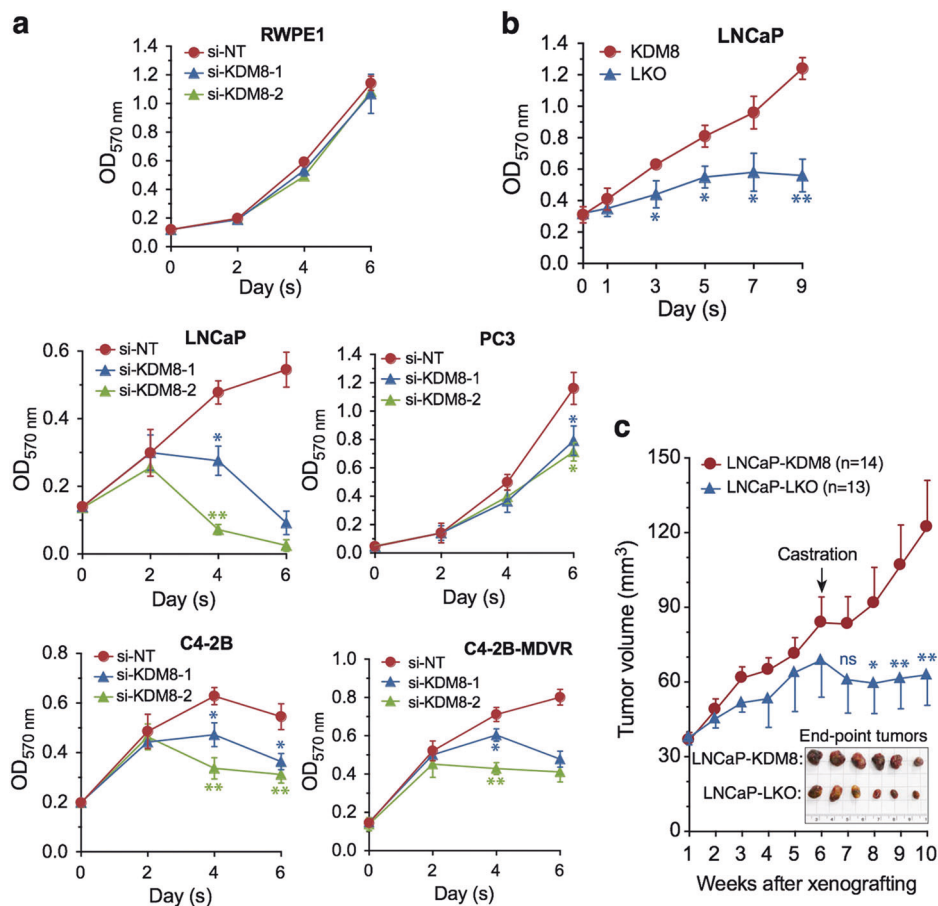 a
RWPE1
si-NT
si-KDM8-1
si-KDM8-2
OD570 nm
1.4
1.2
1.0
0.8
0.6
0.4
0.2
0.0
0 2 4 6
Day (s)
b
LNCaP
KDM8
LKO
OD570 nm
1.4
1.2
1.0
0.8
0.6
0.4
0.2
0.0
* * * **
0 1 3 5 7 9
Day (s)
LNCaP
si-NT
si-KDM8-1
si-KDM8-2
OD570 nm
0.6
0.4
0.2
0.0
*
**
0 2 4 6
Day (s)
PC3
si-NT
si-KDM8-1
si-KDM8-2
OD570 nm
1.4
1.2
1.0
0.8
0.6
0.4
0.2
0.0
*
*
0 2 4 6
Day (s)
C4-2B
si-NT
si-KDM8-1
si-KDM8-2
OD570 nm
0.8
0.6
0.4
0.2
0.0
* *
** **
0 2 4 6
Day (s)
C4-2B-MDVR
si-NT
si-KDM8-1
si-KDM8-2
OD570 nm
1.0
0.8
0.6
0.4
0.2
0.0
*
**
0 2 4 6
Day (s)
c
LNCaP-KDM8 (n=14)
LNCaP-LKO (n=13)
Tumor volume (mm3)
150
120
90
60
30
0
Castration
ns * ** **
End-point tumors
LNCaP-KDM8:
LNCaP-LKO:
1 2 3 4 5 6 7 8 9 10
Weeks after xenografting